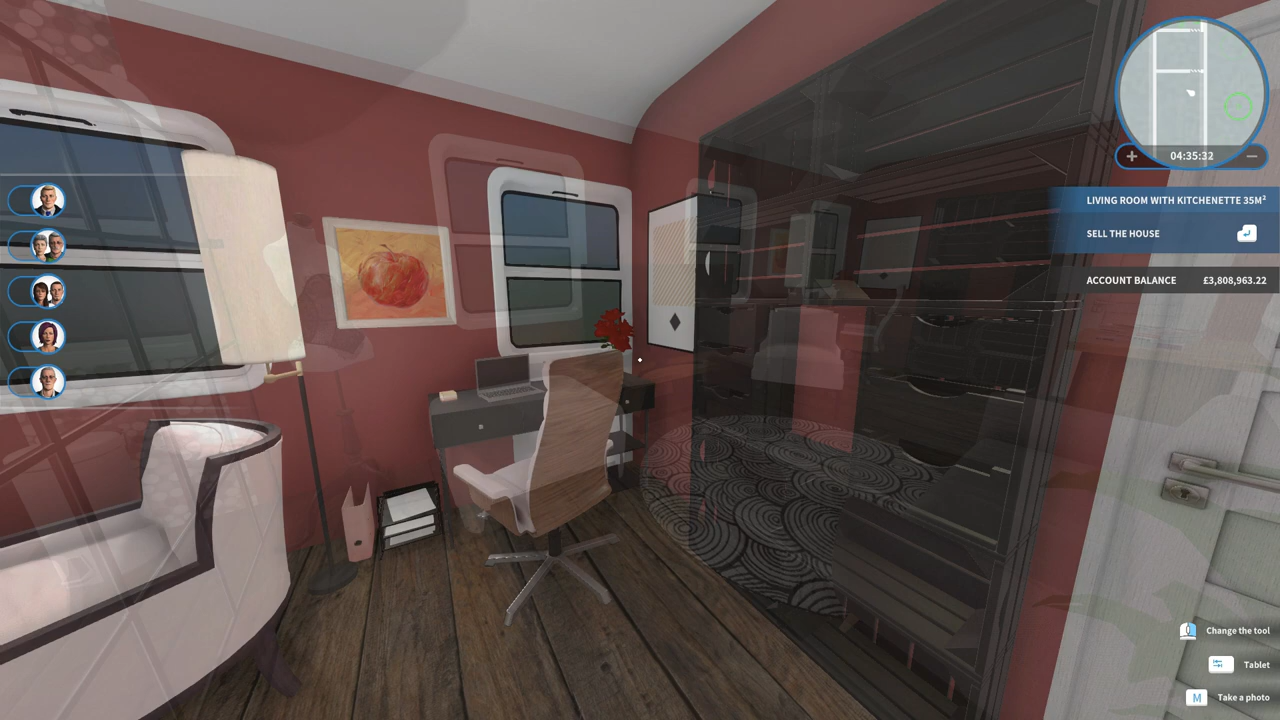 04:35:32
LIVING ROOM WITH KITCHENETTE 35M²
SELL THE HOUSE
ACCOUNT BALANCE £3,808,963.22
Change the tool
Tablet
M Take a photo